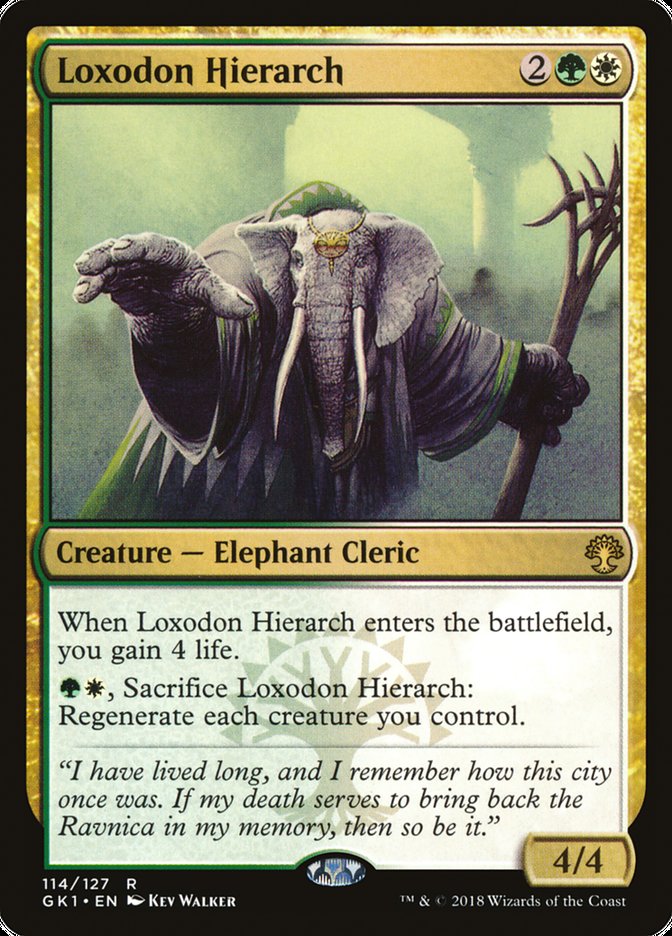 Loxodon Hierarch 2
Creature — Elephant Cleric
When Loxodon Hierarch enters the battlefield,
you gain 4 life.
, Sacrifice Loxodon Hierarch:
Regenerate each creature you control.
“I have lived long, and I remember how this city
once was. If my death serves to bring back the
Ravnica in my memory, then so be it.”
4/4
114/127 R
GK1 • EN Kev Walker
™ & © 2018 Wizards of the Coast